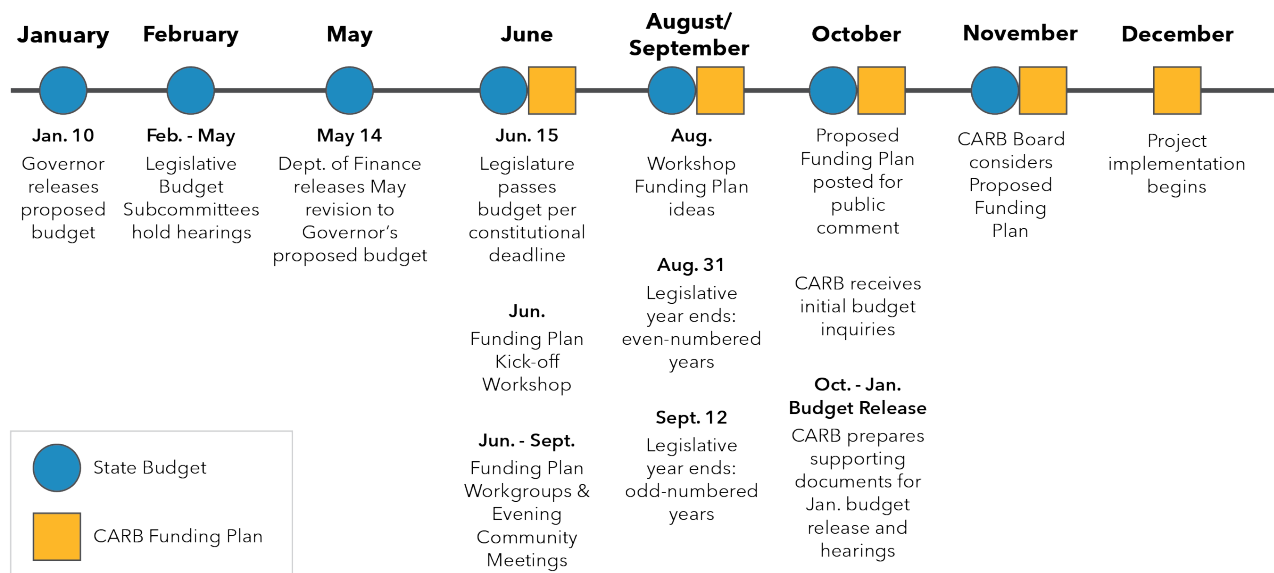 January
Jan. 10
Governor
releases
proposed
budget
February
Feb. - May
Legislative
Budget
Subcommittees
hold hearings
May
May 14
Dept. of Finance
releases May
revision to
Governor’s
proposed budget
June
Jun. 15
Legislature
passes
budget per
constitutional
deadline
Jun.
Funding Plan
Kick-off
Workshop
Jun. - Sept.
Funding Plan
Workgroups &
Evening
Community
Meetings
August/
September
Aug.
Workshop
Funding Plan
ideas
Aug. 31
Legislative
year ends:
even-numbered
years
Sept. 12
Legislative
year ends:
odd-numbered
years
October
Proposed
Funding Plan
posted for
public
comment
CARB receives
initial budget
inquiries
Oct. - Jan.
Budget Release
CARB prepares
supporting
documents for
Jan. budget
release and
hearings
November
CARB Board
considers
Proposed
Funding
Plan
December
Project
implementation
begins
State Budget
CARB Funding Plan